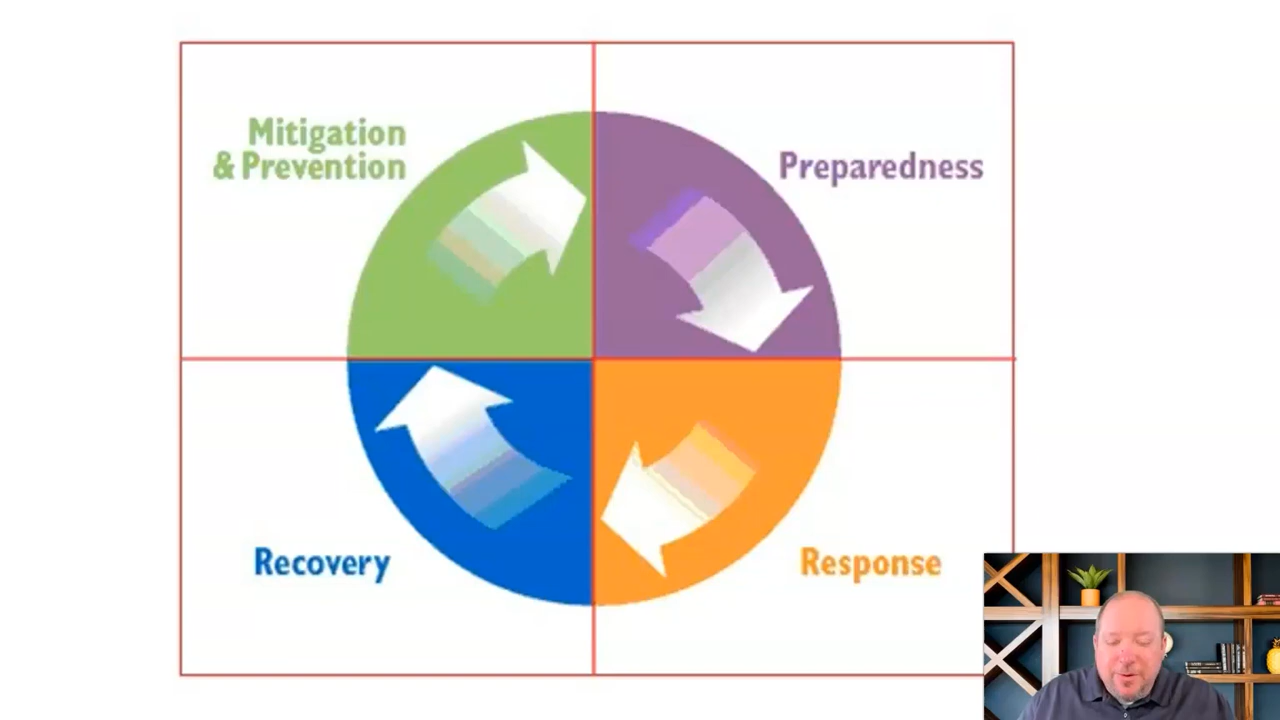 Mitigation
& Prevention
Preparedness
Recovery
Response